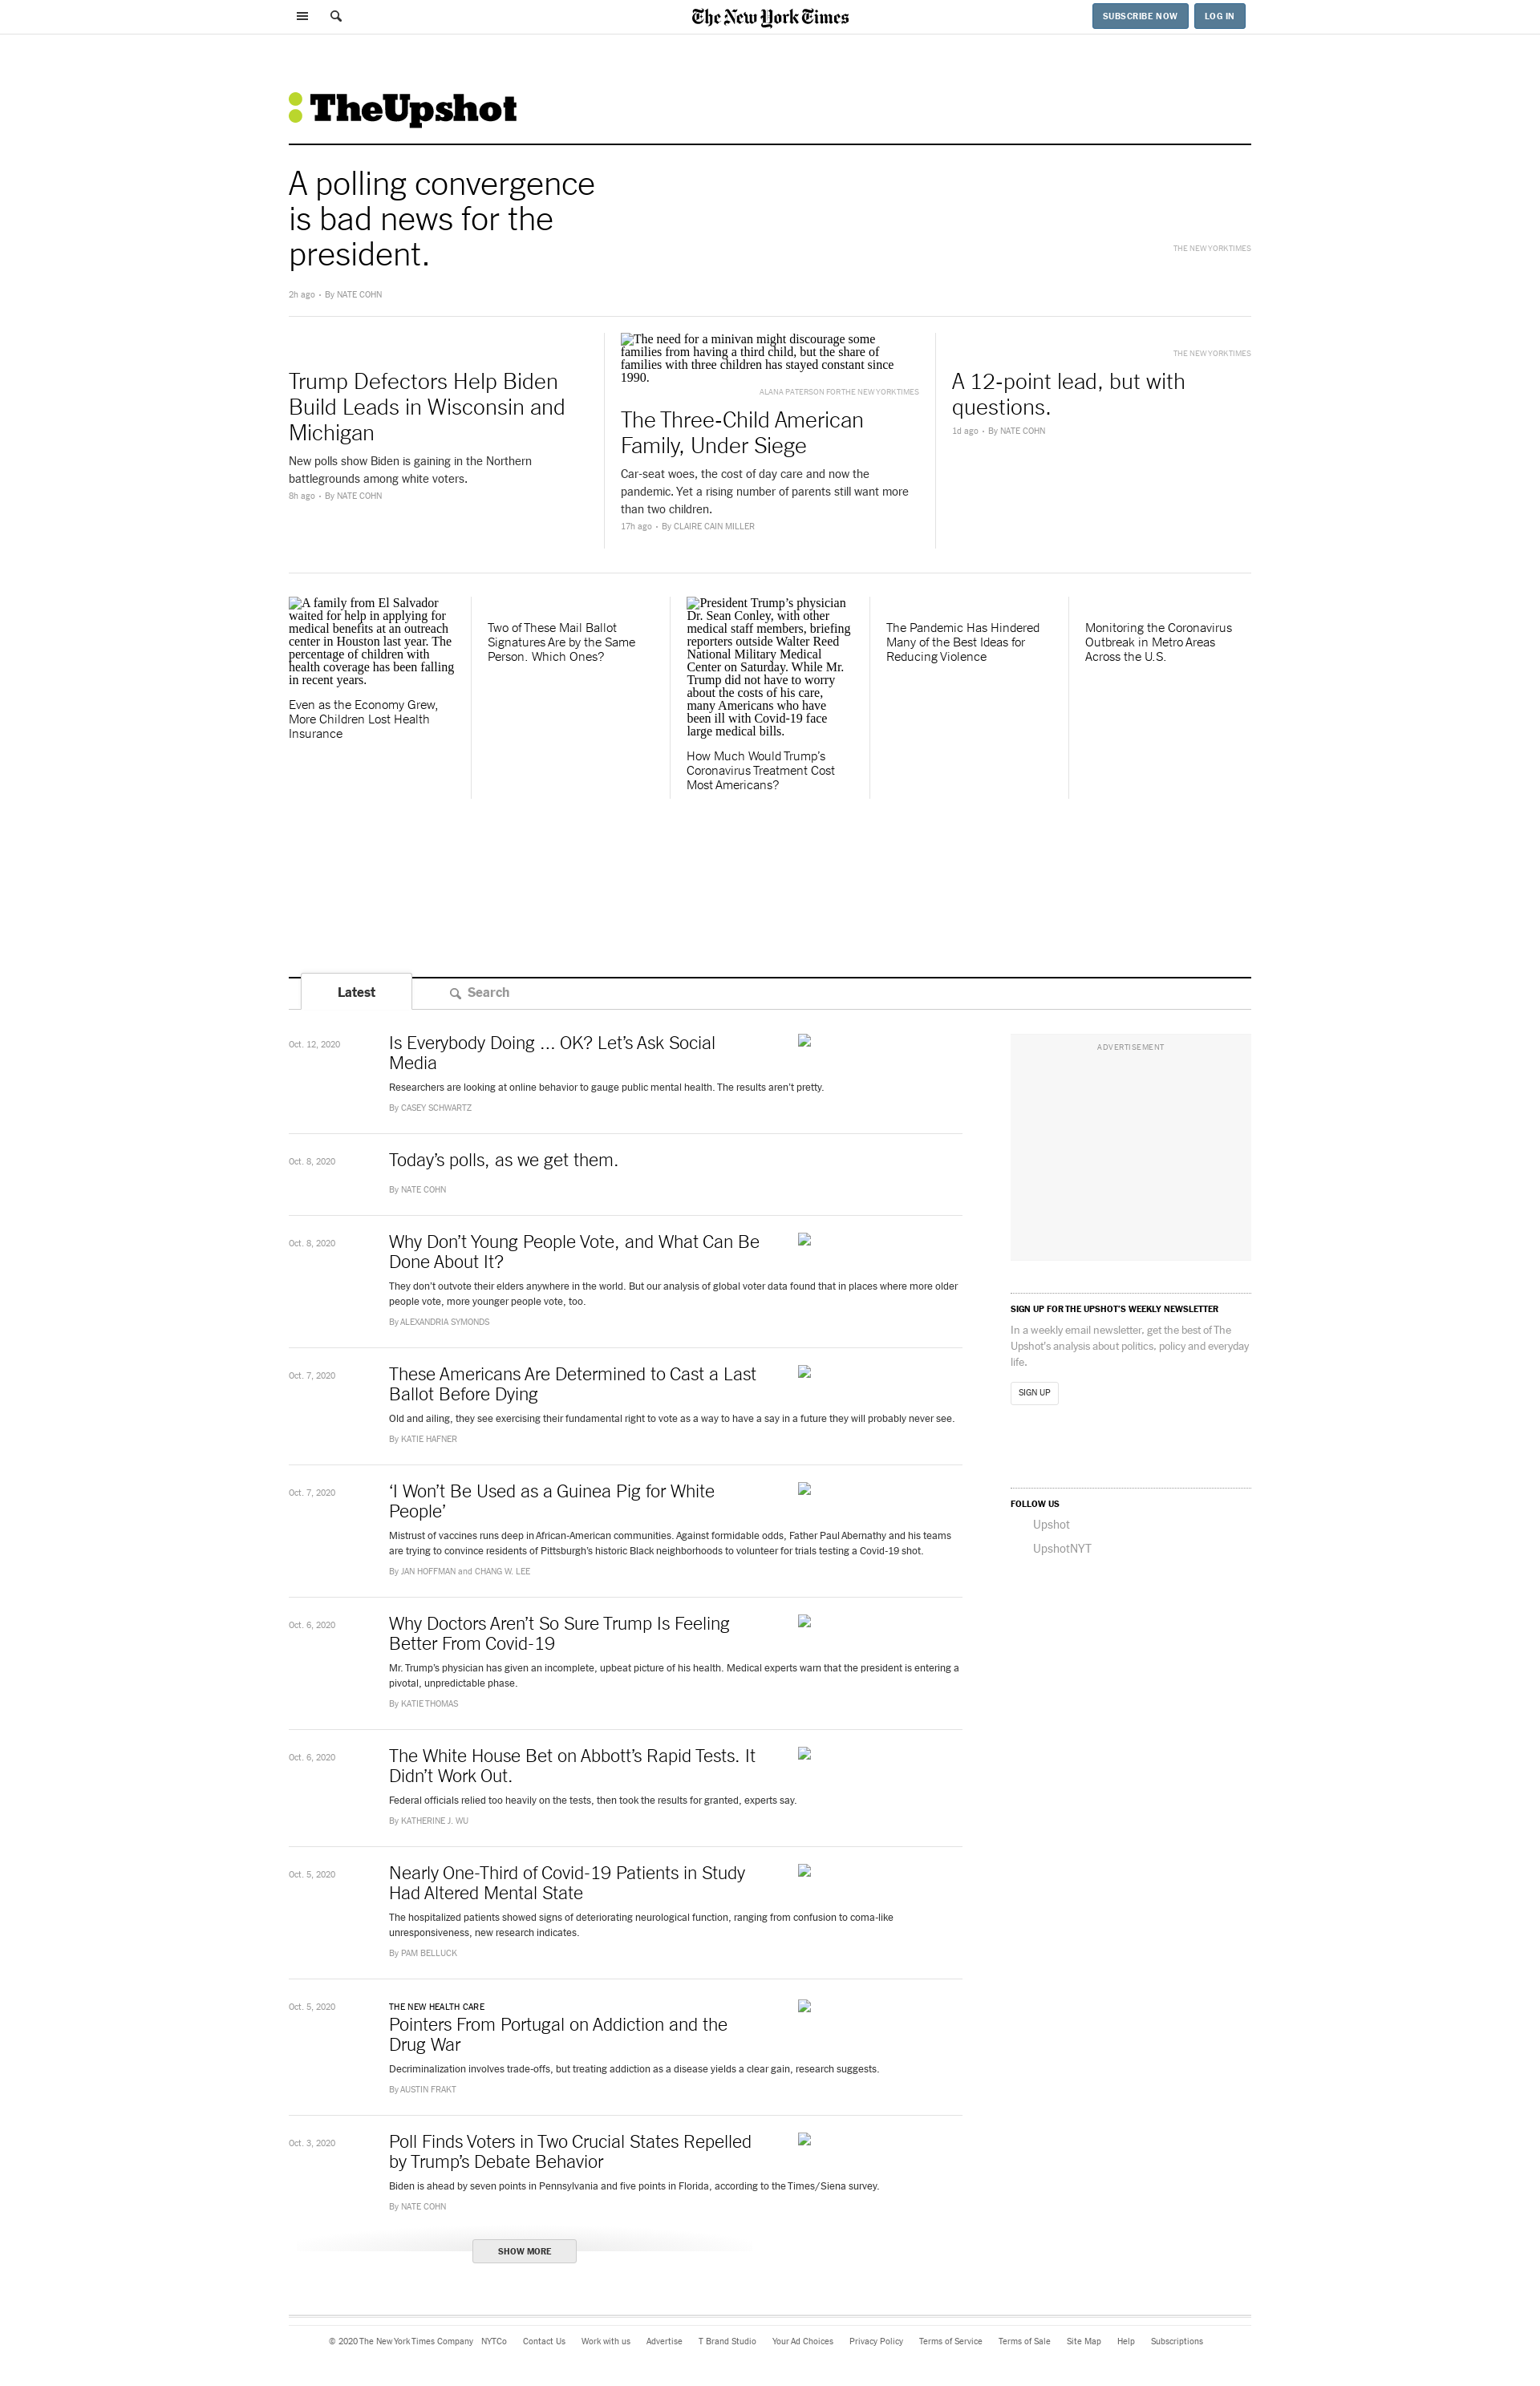 The New York Times
SUBSCRIBE NOW
LOG IN
TheUpshot
A polling convergence
is bad news for the
president.
THE NEW YORK TIMES
2h ago • By NATE COHN
Trump Defectors Help Biden
Build Leads in Wisconsin and
Michigan
New polls show Biden is gaining in the Northern
battlegrounds among white voters.
8h ago • By NATE COHN
The need for a minivan might discourage some
families from having a third child, but the share of
families with three children has stayed constant since
1990.
ALANA PATERSON FOR THE NEW YORK TIMES
The Three-Child American
Family, Under Siege
Car-seat woes, the cost of day care and now the
pandemic. Yet a rising number of parents still want more
than two children.
17h ago • By CLAIRE CAIN MILLER
THE NEW YORK TIMES
A 12-point lead, but with
questions.
1d ago • By NATE COHN
A family from El Salvador
waited for help in applying for
medical benefits at an outreach
center in Houston last year. The
percentage of children with
health coverage has been falling
in recent years.
Even as the Economy Grew,
More Children Lost Health
Insurance
Two of These Mail Ballot
Signatures Are by the Same
Person. Which Ones?
President Trump’s physician
Dr. Sean Conley, with other
medical staff members, briefing
reporters outside Walter Reed
National Military Medical
Center on Saturday. While Mr.
Trump did not have to worry
about the costs of his care,
many Americans who have
been ill with Covid-19 face
large medical bills.
How Much Would Trump’s
Coronavirus Treatment Cost
Most Americans?
The Pandemic Has Hindered
Many of the Best Ideas for
Reducing Violence
Monitoring the Coronavirus
Outbreak in Metro Areas
Across the U.S.
Latest
Search
Oct. 12, 2020
Is Everybody Doing ... OK? Let’s Ask Social
Media
Researchers are looking at online behavior to gauge public mental health. The results aren’t pretty.
By CASEY SCHWARTZ
Oct. 8, 2020
Today’s polls, as we get them.
By NATE COHN
Oct. 8, 2020
Why Don’t Young People Vote, and What Can Be
Done About It?
They don’t outvote their elders anywhere in the world. But our analysis of global voter data found that in places where more older
people vote, more younger people vote, too.
By ALEXANDRIA SYMONDS
Oct. 7, 2020
These Americans Are Determined to Cast a Last
Ballot Before Dying
Old and ailing, they see exercising their fundamental right to vote as a way to have a say in a future they will probably never see.
By KATIE HAFNER
Oct. 7, 2020
‘I Won’t Be Used as a Guinea Pig for White
People’
Mistrust of vaccines runs deep in African-American communities. Against formidable odds, Father Paul Abernathy and his teams
are trying to convince residents of Pittsburgh’s historic Black neighborhoods to volunteer for trials testing a Covid-19 shot.
By JAN HOFFMAN and CHANG W. LEE
Oct. 6, 2020
Why Doctors Aren’t So Sure Trump Is Feeling
Better From Covid-19
Mr. Trump’s physician has given an incomplete, upbeat picture of his health. Medical experts warn that the president is entering a
pivotal, unpredictable phase.
By KATIE THOMAS
Oct. 6, 2020
The White House Bet on Abbott’s Rapid Tests. It
Didn’t Work Out.
Federal officials relied too heavily on the tests, then took the results for granted, experts say.
By KATHERINE J. WU
Oct. 5, 2020
Nearly One-Third of Covid-19 Patients in Study
Had Altered Mental State
The hospitalized patients showed signs of deteriorating neurological function, ranging from confusion to coma-like
unresponsiveness, new research indicates.
By PAM BELLUCK
Oct. 5, 2020
THE NEW HEALTH CARE
Pointers From Portugal on Addiction and the
Drug War
Decriminalization involves trade-offs, but treating addiction as a disease yields a clear gain, research suggests.
By AUSTIN FRAKT
Oct. 3, 2020
Poll Finds Voters in Two Crucial States Repelled
by Trump’s Debate Behavior
Biden is ahead by seven points in Pennsylvania and five points in Florida, according to the Times/Siena survey.
By NATE COHN
SHOW MORE
ADVERTISEMENT
SIGN UP FOR THE UPSHOT’S WEEKLY NEWSLETTER
In a weekly email newsletter, get the best of The
Upshot’s analysis about politics, policy and everyday
life.
SIGN UP
FOLLOW US
Upshot
UpshotNYT
© 2020 The New York Times Company NYTCo Contact Us Work with us Advertise T Brand Studio Your Ad Choices Privacy Policy Terms of Service Terms of Sale Site Map Help Subscriptions